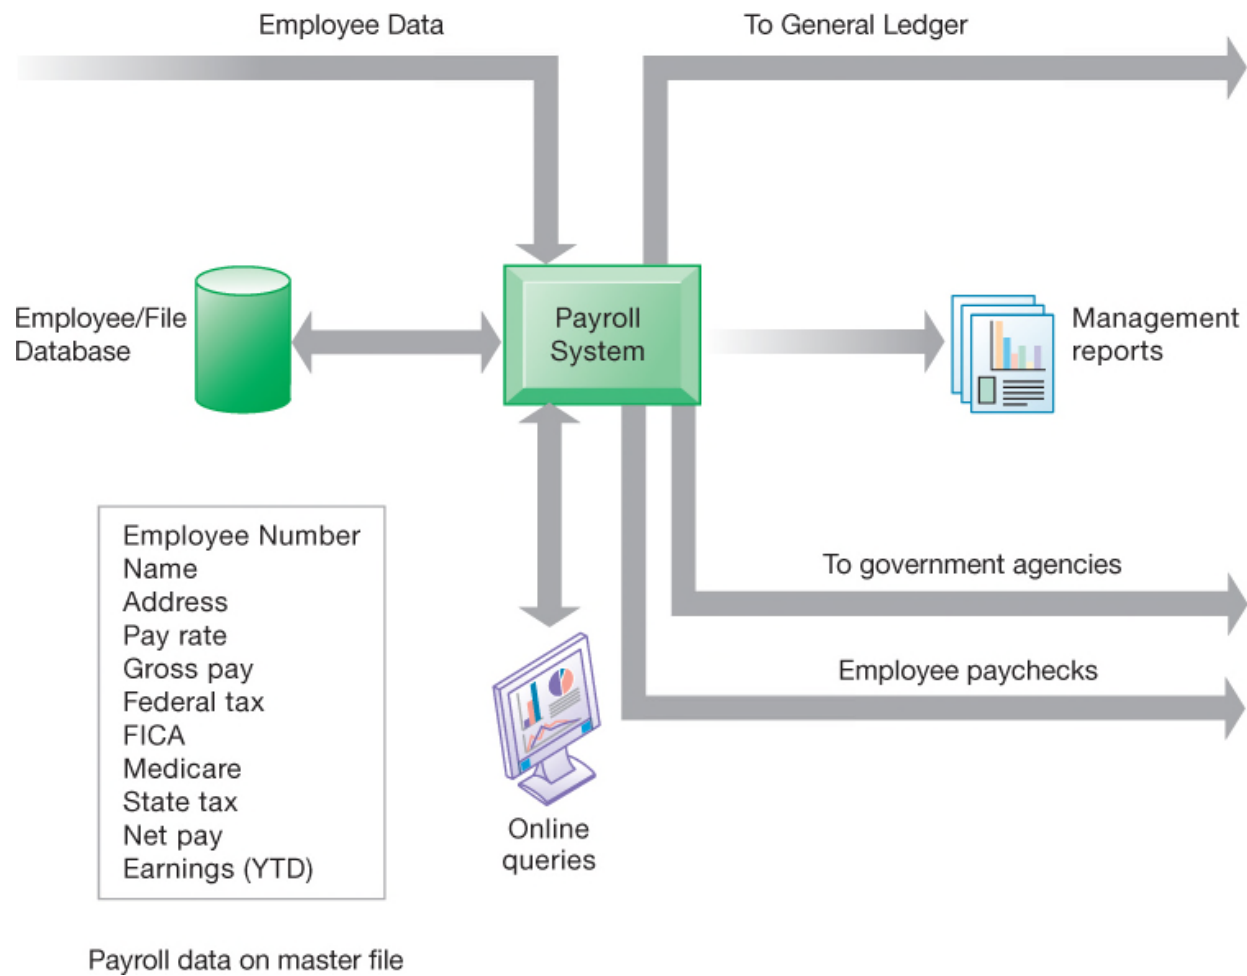 Employee Data
To General Ledger
Employee/File
Database
Payroll
System
Management
reports
Employee Number
Name
Address
Pay rate
Gross pay
Federal tax
FICA
Medicare
State tax
Net pay
Earnings (YTD)
To government agencies
Employee paychecks
Online
queries
Payroll data on master file